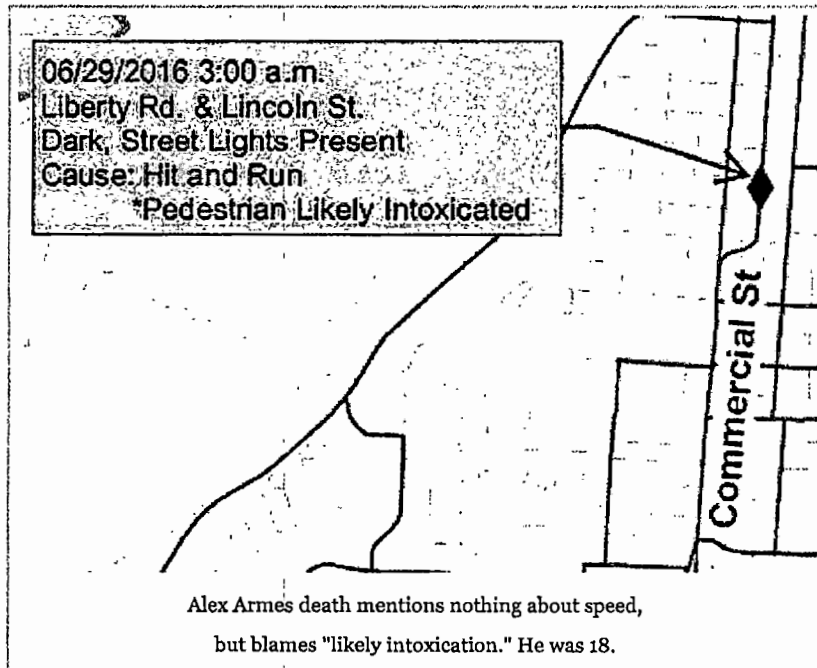 06/29/2016 3:00 a.m.
Liberty Rd. & Lincoln St.
Dark, Street Lights Present
Cause: Hit and Run
*Pedestrian Likely Intoxicated
Commercial St
Alex Armes death mentions nothing about speed,
but blames "likely intoxication." He was 18.